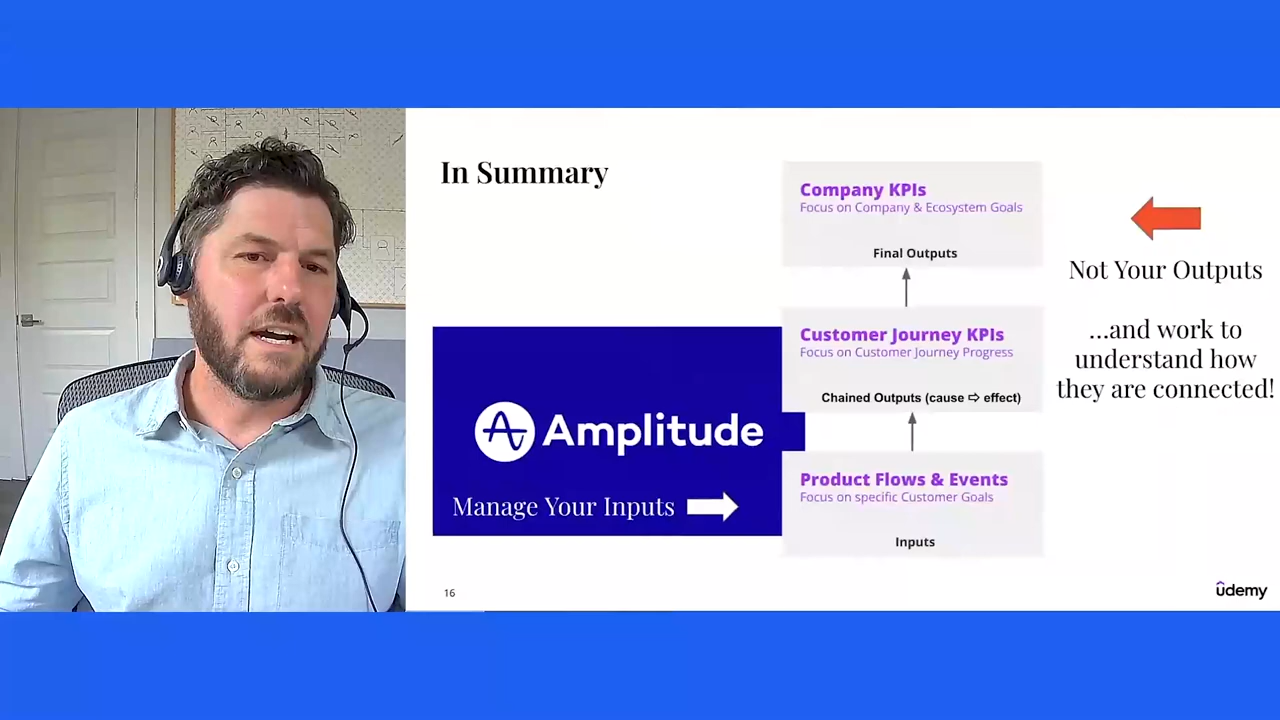 In Summary
Company KPIs
Focus on Company & Ecosystem Goals
Final Outputs
Customer Journey KPIs
Focus on Customer Journey Progress
Chained Outputs (cause ⇨ effect)
Product Flows & Events
Focus on specific Customer Goals
Inputs
Amplitude
Manage Your Inputs
Not Your Outputs
...and work to
understand how
they are connected!
16
ûdemy